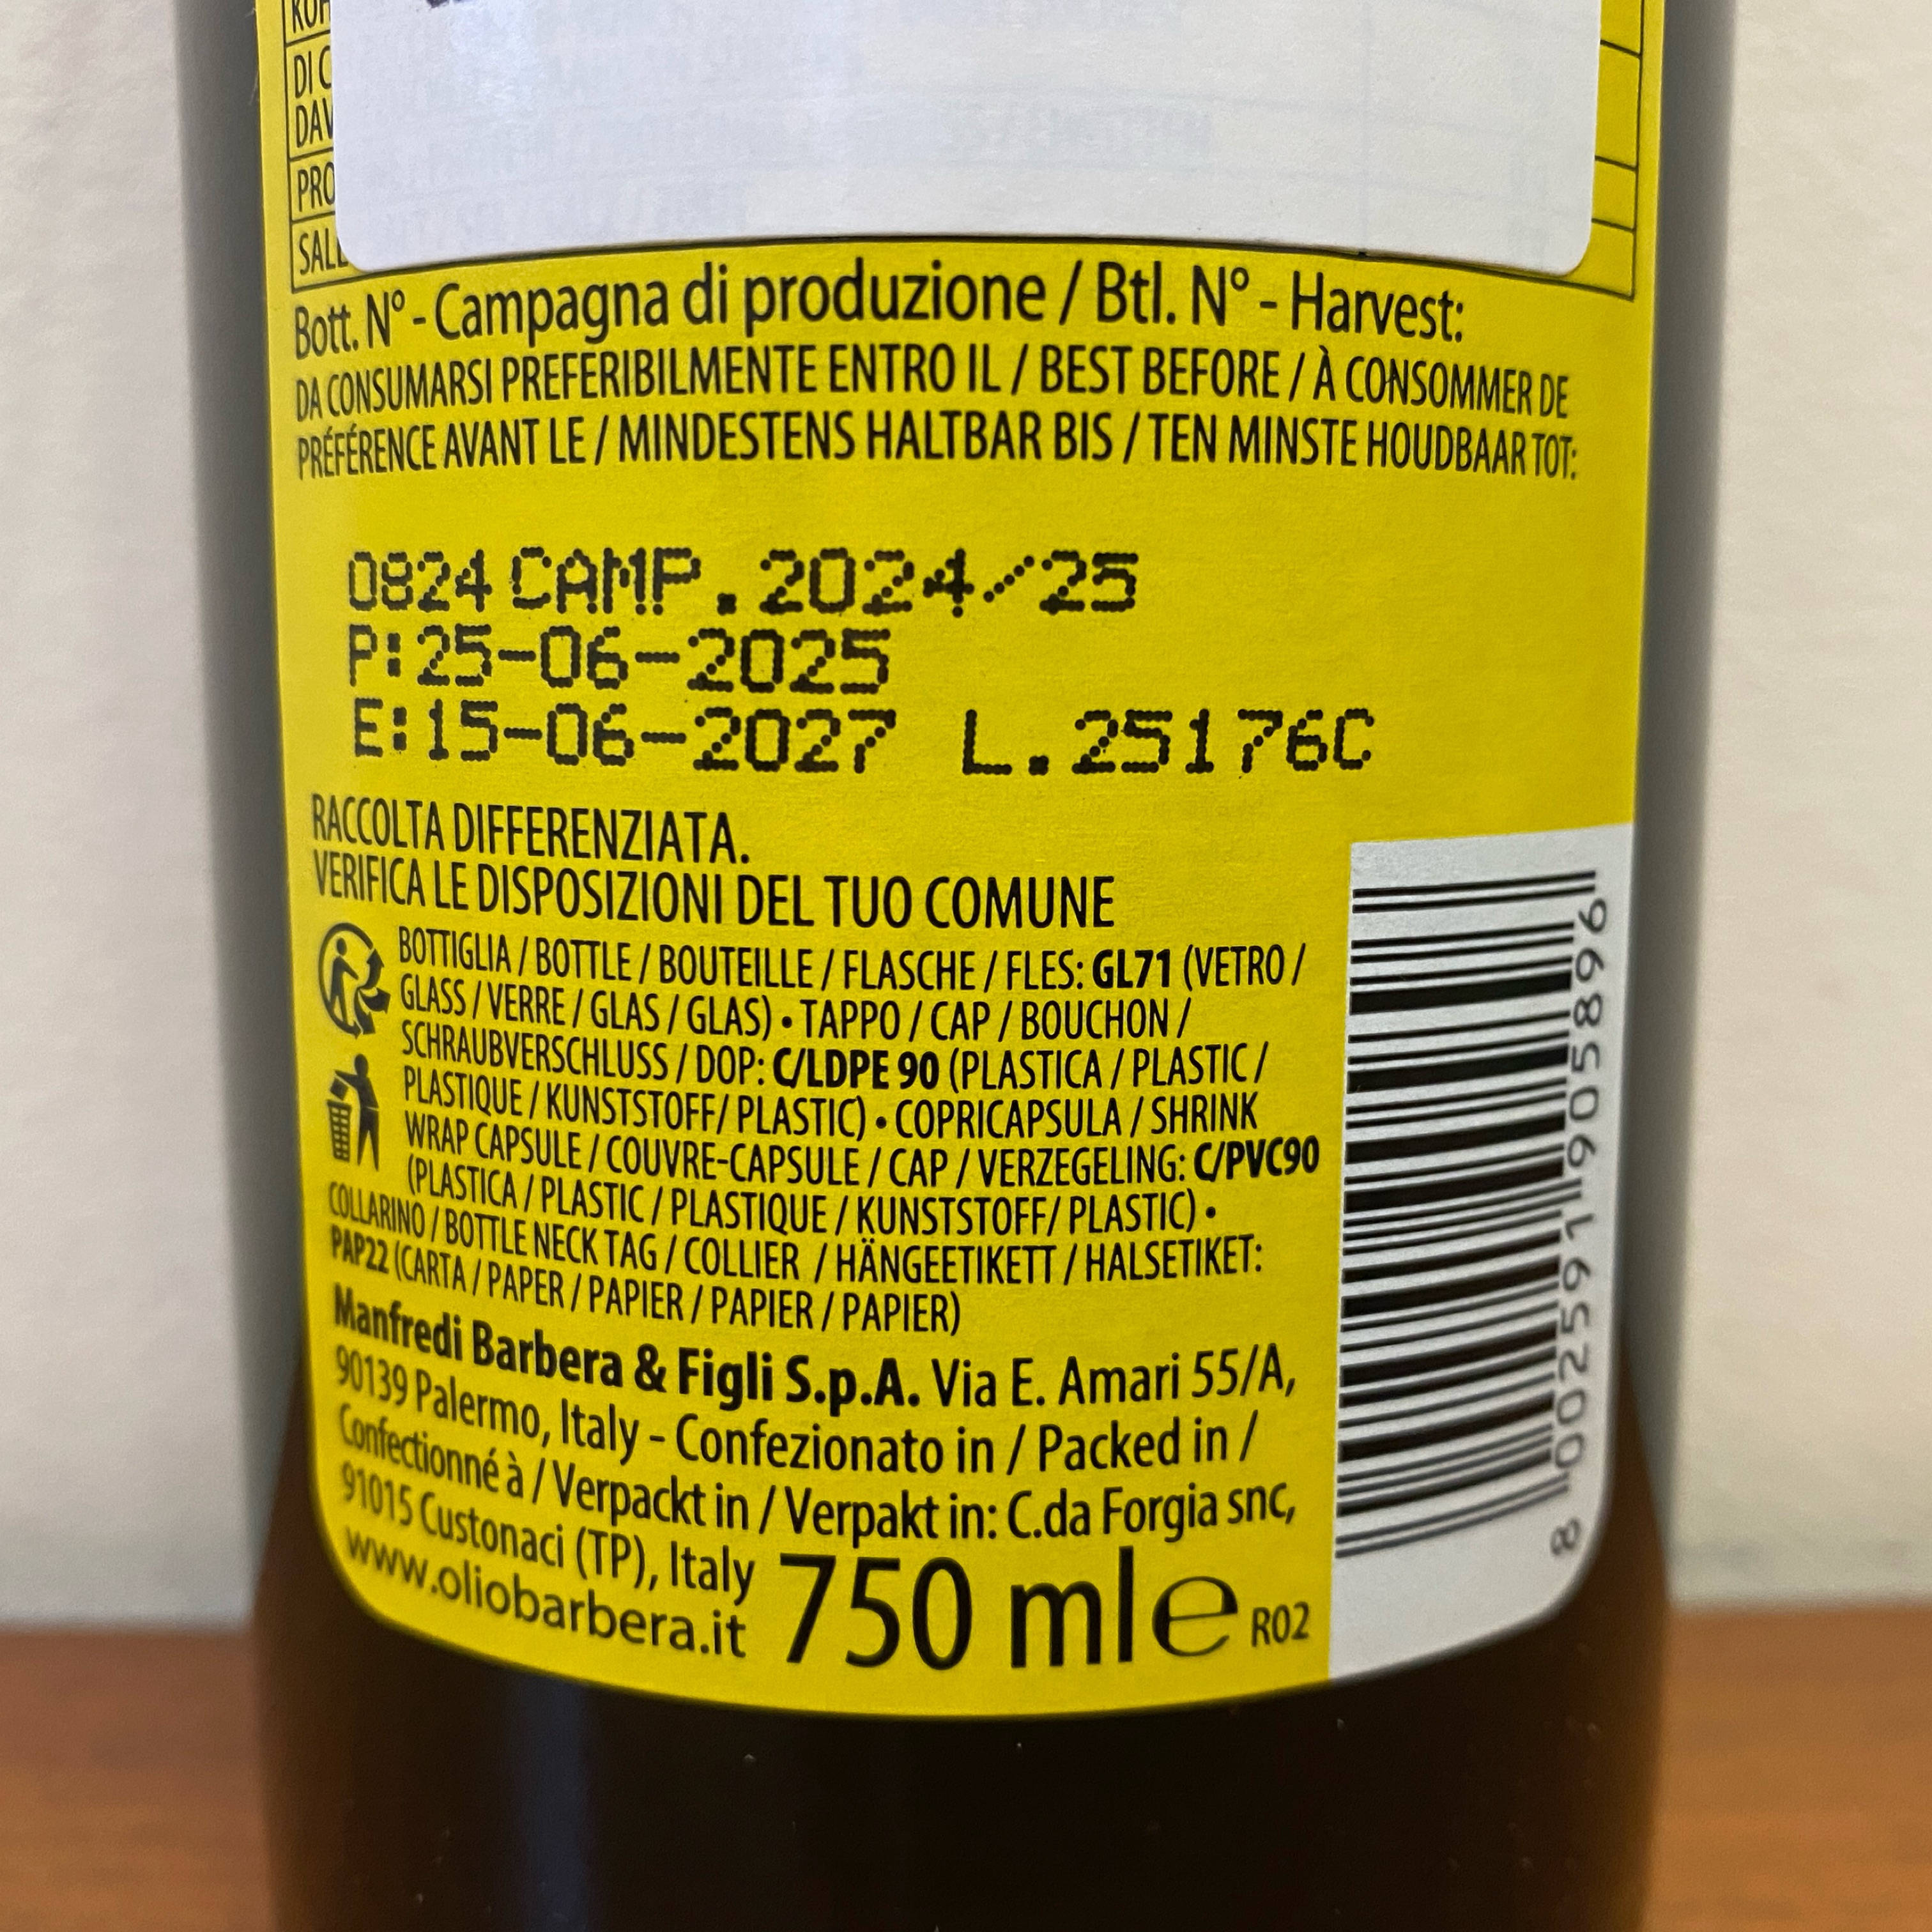 DI C
DAV
PRO
SALE
Bott. N° - Campagna di produzione / Btl. N° - Harvest:
DA CONSUMARSI PREFERIBILMENTE ENTRO IL / BEST BEFORE / À CONSOMMER DE
PRÉFÉRENCE AVANT LE / MINDESTENS HALTBAR BIS / TEN MINSTE HOUDBAAR TOT:
0824 CAMP.2024/25
P:25-06-2025
E:15-06-2027 L.25176C
RACCOLTA DIFFERENZIATA.
VERIFICA LE DISPOSIZIONI DEL TUO COMUNE
BOTTIGLIA / BOTTLE / BOUTEILLE / FLASCHE / FLES: GL71 (VETRO /
GLASS / VERRE / GLAS / GLAS) • TAPPO / CAP / BOUCHON /
SCHRAUBVERSCHLUSS / DOP: C/LDPE 90 (PLASTICA / PLASTIC /
PLASTIQUE / KUNSTSTOFF/ PLASTIC) • COPRICAPSULA / SHRINK
WRAP CAPSULE / COUVRE-CAPSULE / CAP / VERZEGELING: C/PVC90
(PLASTICA / PLASTIC / PLASTIQUE / KUNSTSTOFF/ PLASTIC) •
COLLARINO / BOTTLE NECK TAG / COLLIER / HÄNGEETIKETT / HALSETIKET:
PAP22 (CARTA / PAPER / PAPIER / PAPIER / PAPIER)
Manfredi Barbera & Figli S.p.A. Via E. Amari 55/A,
90139 Palermo, Italy - Confezionato in / Packed in /
Confectionné à / Verpackt in / Verpakt in: C.da Forgia snc,
91015 Custonaci (TP), Italy
www.oliobarbera.it
750 ml e R02
8 002591 905896